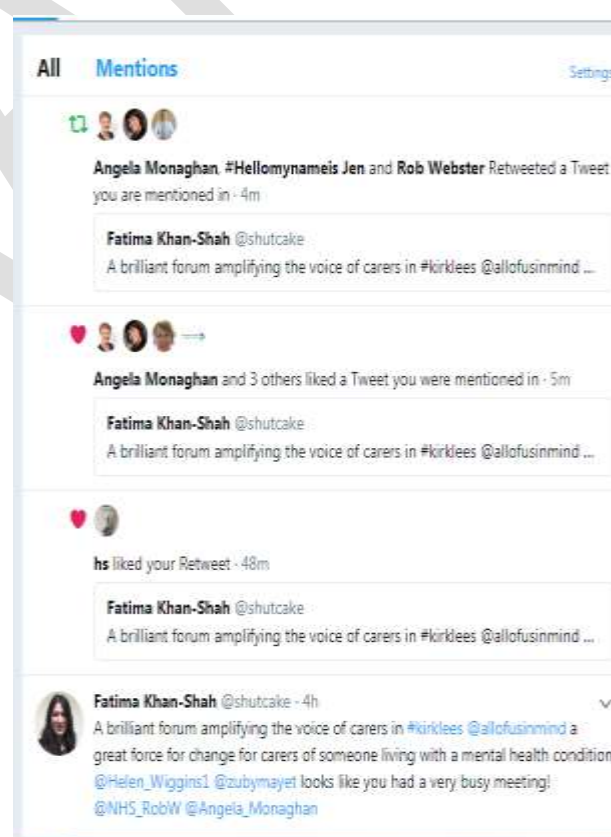 All Mentions Settings
Angela Monaghan, #Hellomynameis Jen and Rob Webster Retweeted a Tweet
you are mentioned in · 4m
Fatima Khan-Shah @shutcake
A brilliant forum amplifying the voice of carers in #kirklees @allofusinmind ...
Angela Monaghan and 3 others liked a Tweet you were mentioned in · 5m
Fatima Khan-Shah @shutcake
A brilliant forum amplifying the voice of carers in #kirklees @allofusinmind ...
hs liked your Retweet · 48m
Fatima Khan-Shah @shutcake
A brilliant forum amplifying the voice of carers in #kirklees @allofusinmind ...
Fatima Khan-Shah @shutcake · 4h
A brilliant forum amplifying the voice of carers in #kirklees @allofusinmind a
great force for change for carers of someone living with a mental health condition
@Helen_Wiggins1 @zubymayet looks like you had a very busy meeting!
@NHS_RobW @Angela_Monaghan